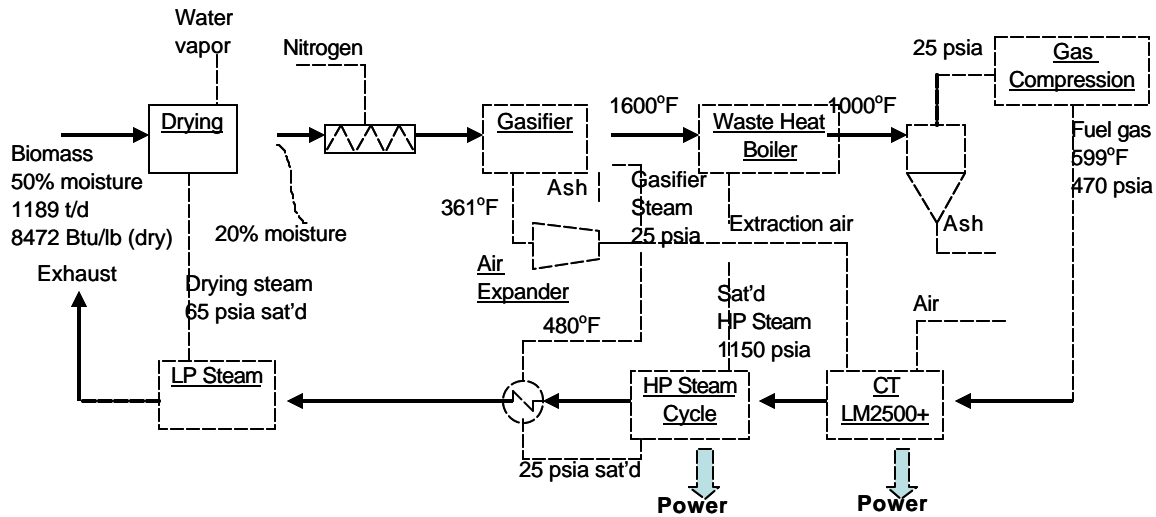 Water
vapor
Nitrogen
25 psia
Gas
Compression
Drying
Gasifier
1600°F
Waste Heat
Boiler
1000°F
Biomass
50% moisture
1189 t/d
8472 Btu/lb (dry)
20% moisture
361°F
Ash
Gasifier
Steam
25 psia
Extraction air
Ash
Fuel gas
599°F
470 psia
Air
Expander
Exhaust
Drying steam
65 psia sat'd
480°F
Sat'd
HP Steam
1150 psia
Air
LP Steam
HP Steam
Cycle
CT
LM2500+
25 psia sat'd
Power
Power